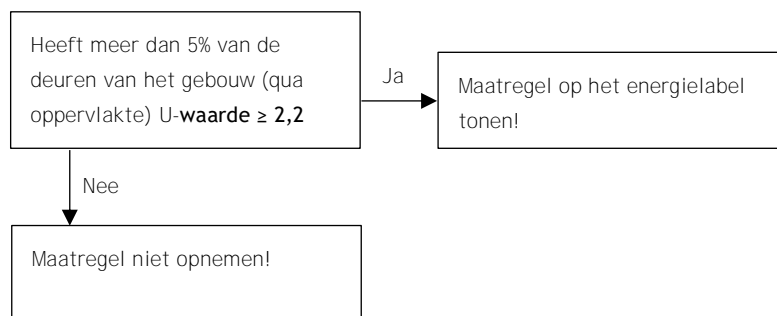 Heeft meer dan 5% van de
deuren van het gebouw (qua
oppervlakte) U-waarde ≥ 2,2
Ja
Maatregel op het energielabel
tonen!
Nee
Maatregel niet opnemen!